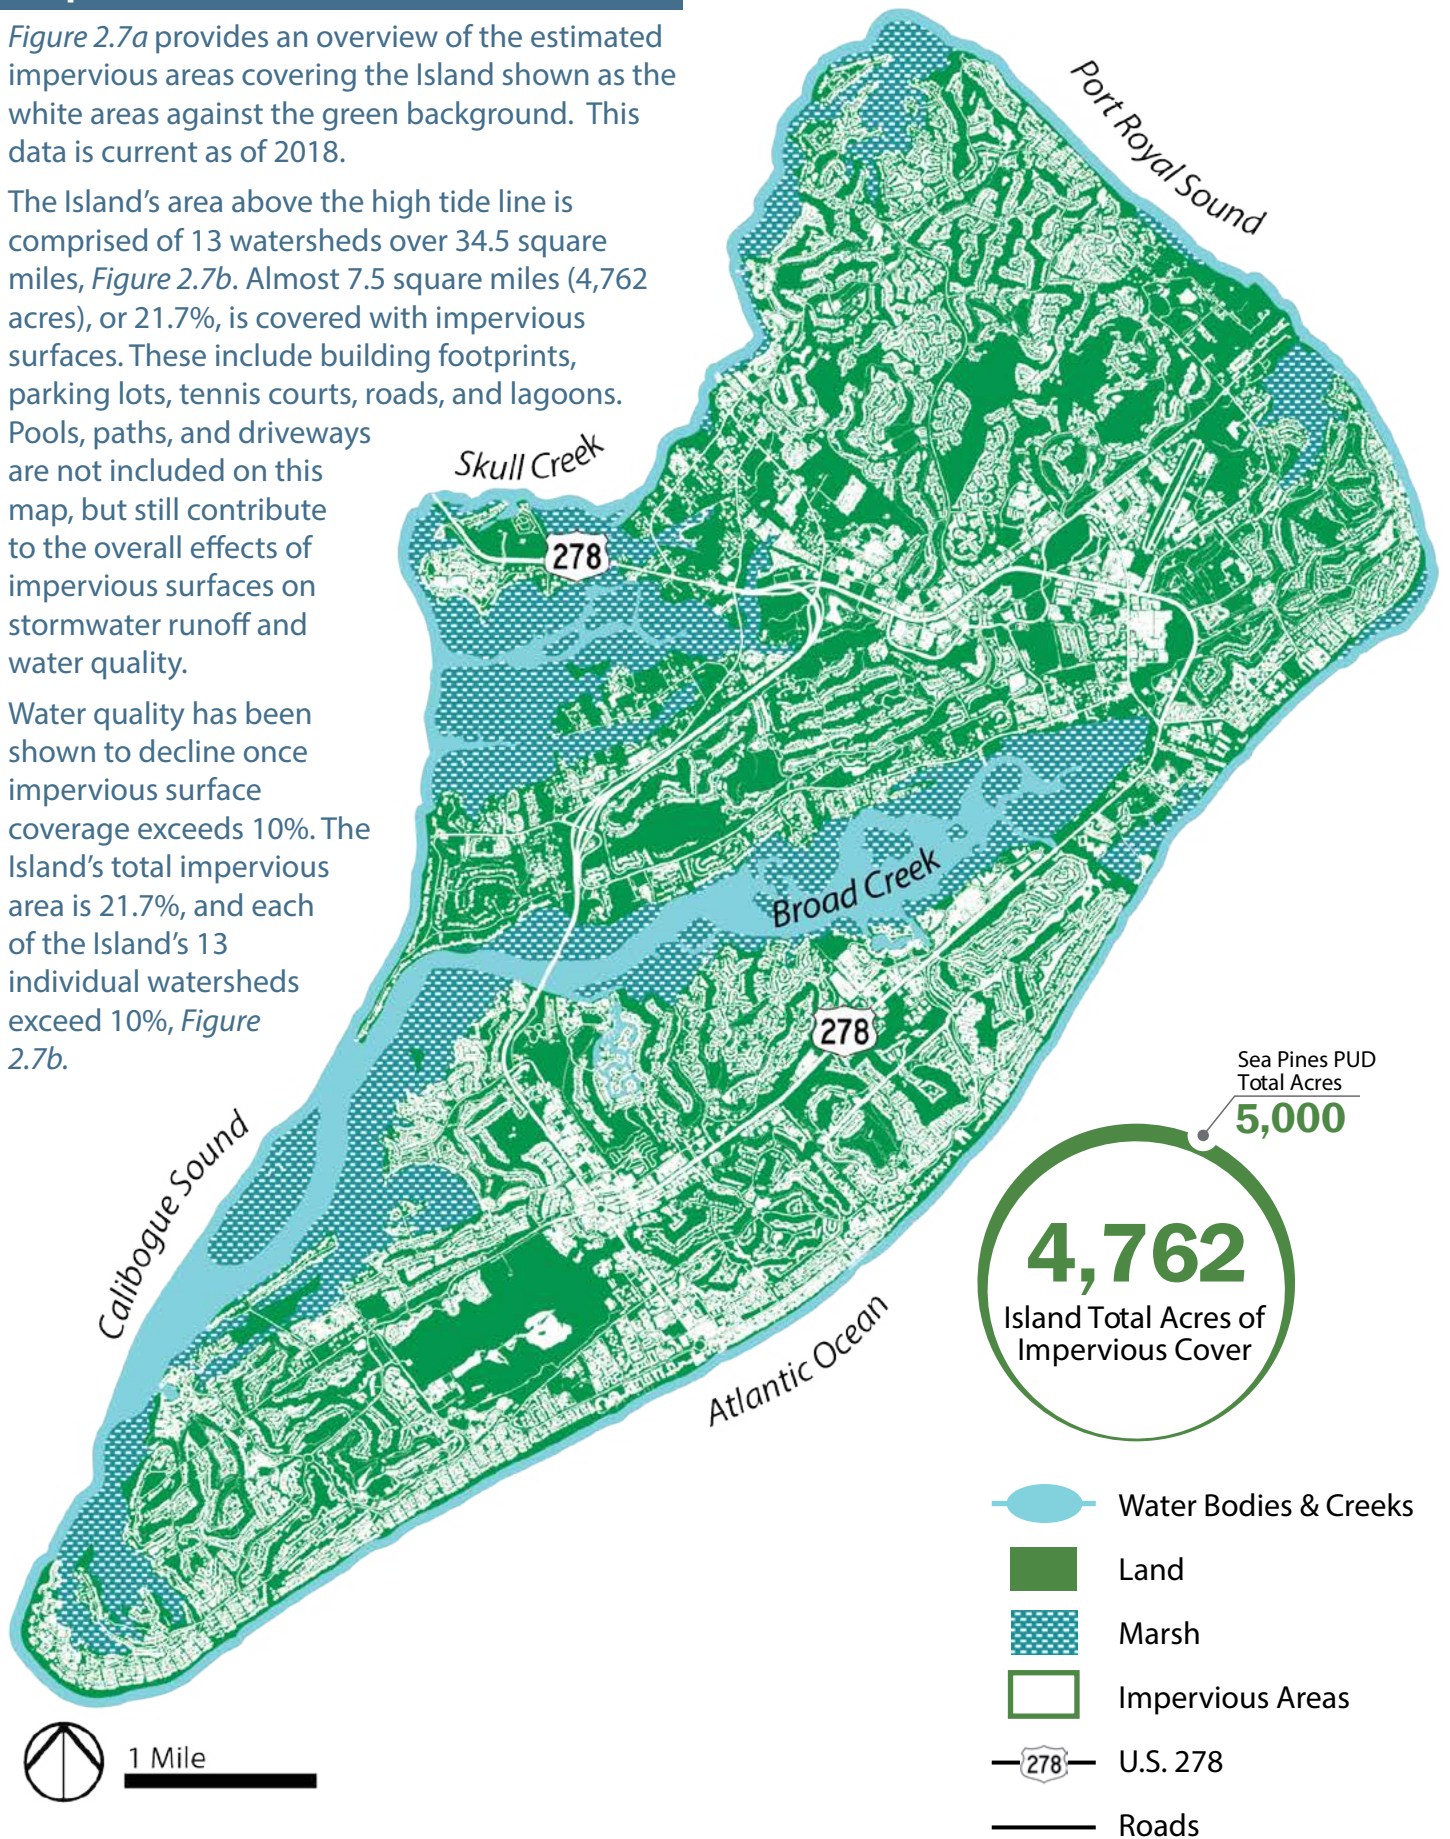 Figure 2.7a provides an overview of the estimated
impervious areas covering the Island shown as the
white areas against the green background.  This
data is current as of 2018.
The Island’s area above the high tide line is
comprised of 13 watersheds over 34.5 square
miles, Figure 2.7b. Almost 7.5 square miles (4,762
acres), or 21.7%, is covered with impervious
surfaces. These include building footprints,
parking lots, tennis courts, roads, and lagoons.
Pools, paths, and driveways
are not included on this
map, but still contribute
to the overall effects of
impervious surfaces on
stormwater runoff and
water quality.
Water quality has been
shown to decline once
impervious surface
coverage exceeds 10%. The
Island’s total impervious
area is 21.7%, and each
of the Island’s 13
individual watersheds
exceed 10%, Figure
2.7b.
Port Royal Sound
Skull Creek
278
Broad Creek
278
Calibogue Sound
Atlantic Ocean
Sea Pines PUD
Total Acres
5,000
4,762
Island Total Acres of
Impervious Cover
Water Bodies & Creeks
Land
Marsh
Impervious Areas
278
U.S. 278
Roads
1 Mile